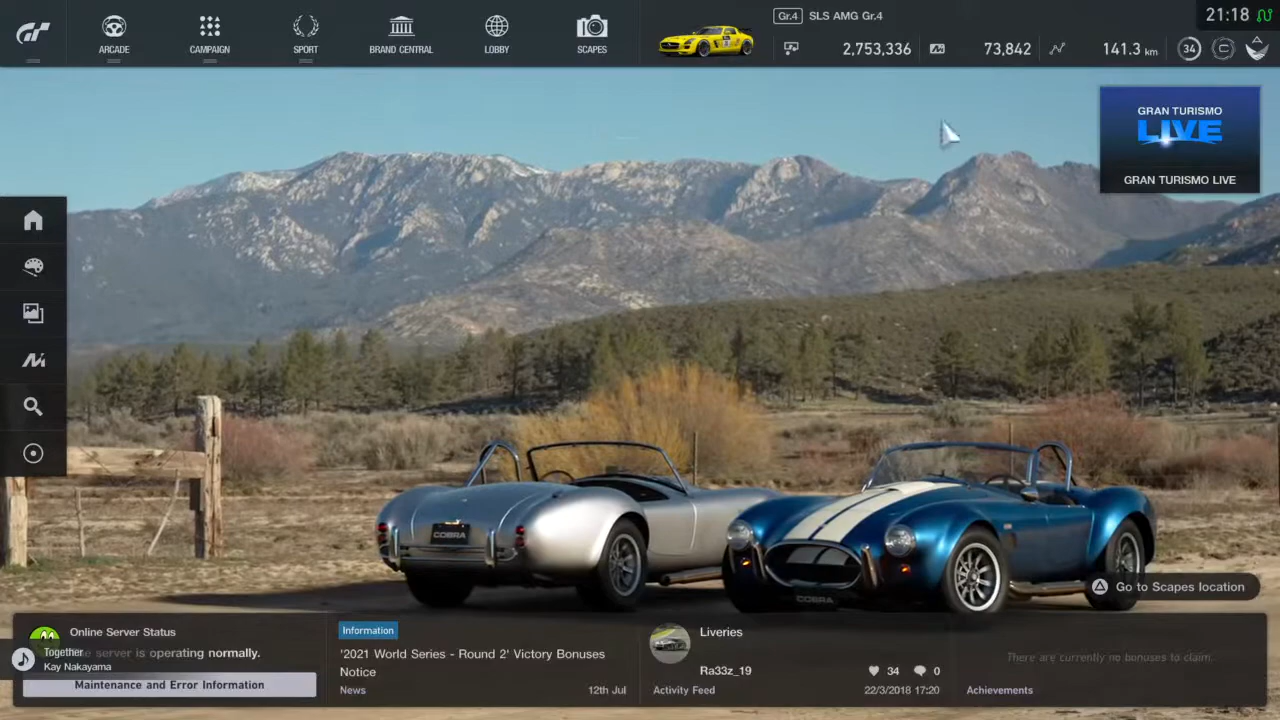 ARCADE
CAMPAIGN
SPORT
BRAND CENTRAL
LOBBY
SCAPES
Gr.4 SLS AMG Gr.4
2,753,336
73,842
141.3 km
34
21:18
GRAN TURISMO
LIVE
GRAN TURISMO LIVE
COBRA
COBRA
Go to Scapes location
Online Server Status
server is operating normally.
Together
Kay Nakayama
Maintenance and Error Information
Information
'2021 World Series - Round 2' Victory Bonuses
Notice
News 12th Jul
Liveries
Ra33z_19 34 0
Activity Feed 22/3/2018 17:20
There are currently no bonuses to claim.
Achievements